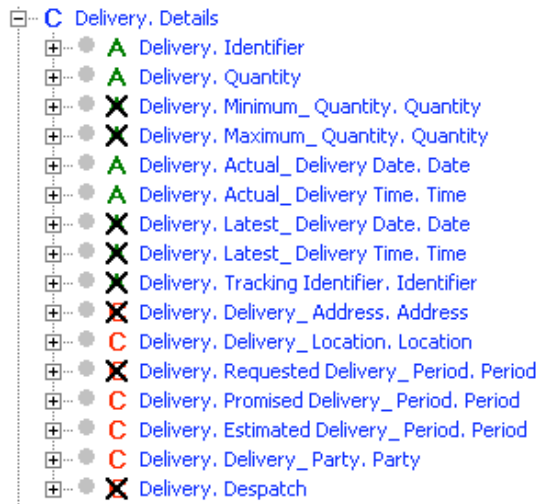 C Delivery. Details
A Delivery. Identifier
A Delivery. Quantity
Delivery. Minimum_ Quantity. Quantity
Delivery. Maximum_ Quantity. Quantity
A Delivery. Actual_ Delivery Date. Date
A Delivery. Actual_ Delivery Time. Time
Delivery. Latest_ Delivery Date. Date
Delivery. Latest_ Delivery Time. Time
Delivery. Tracking Identifier. Identifier
Delivery. Delivery_ Address. Address
C Delivery. Delivery_ Location. Location
Delivery. Requested Delivery_ Period. Period
C Delivery. Promised Delivery_ Period. Period
C Delivery. Estimated Delivery_ Period. Period
C Delivery. Delivery_ Party. Party
Delivery. Despatch